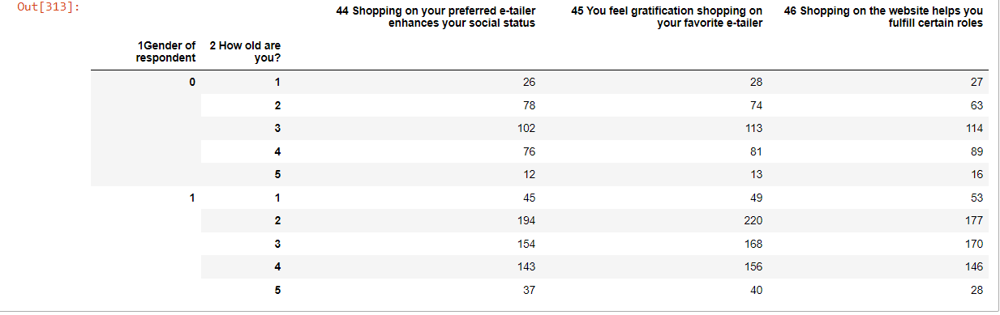 Out[313]:
44 Shopping on your preferred e-tailer enhances your social status 45 You feel gratification shopping on your favorite e-tailer 46 Shopping on the website helps you fulfill certain roles
1Gender of respondent 2 How old are you?
0 1 26 28 27
2 78 74 63
3 102 113 114
4 76 81 89
5 12 13 16
1 1 45 49 53
2 194 220 177
3 154 168 170
4 143 156 146
5 37 40 28